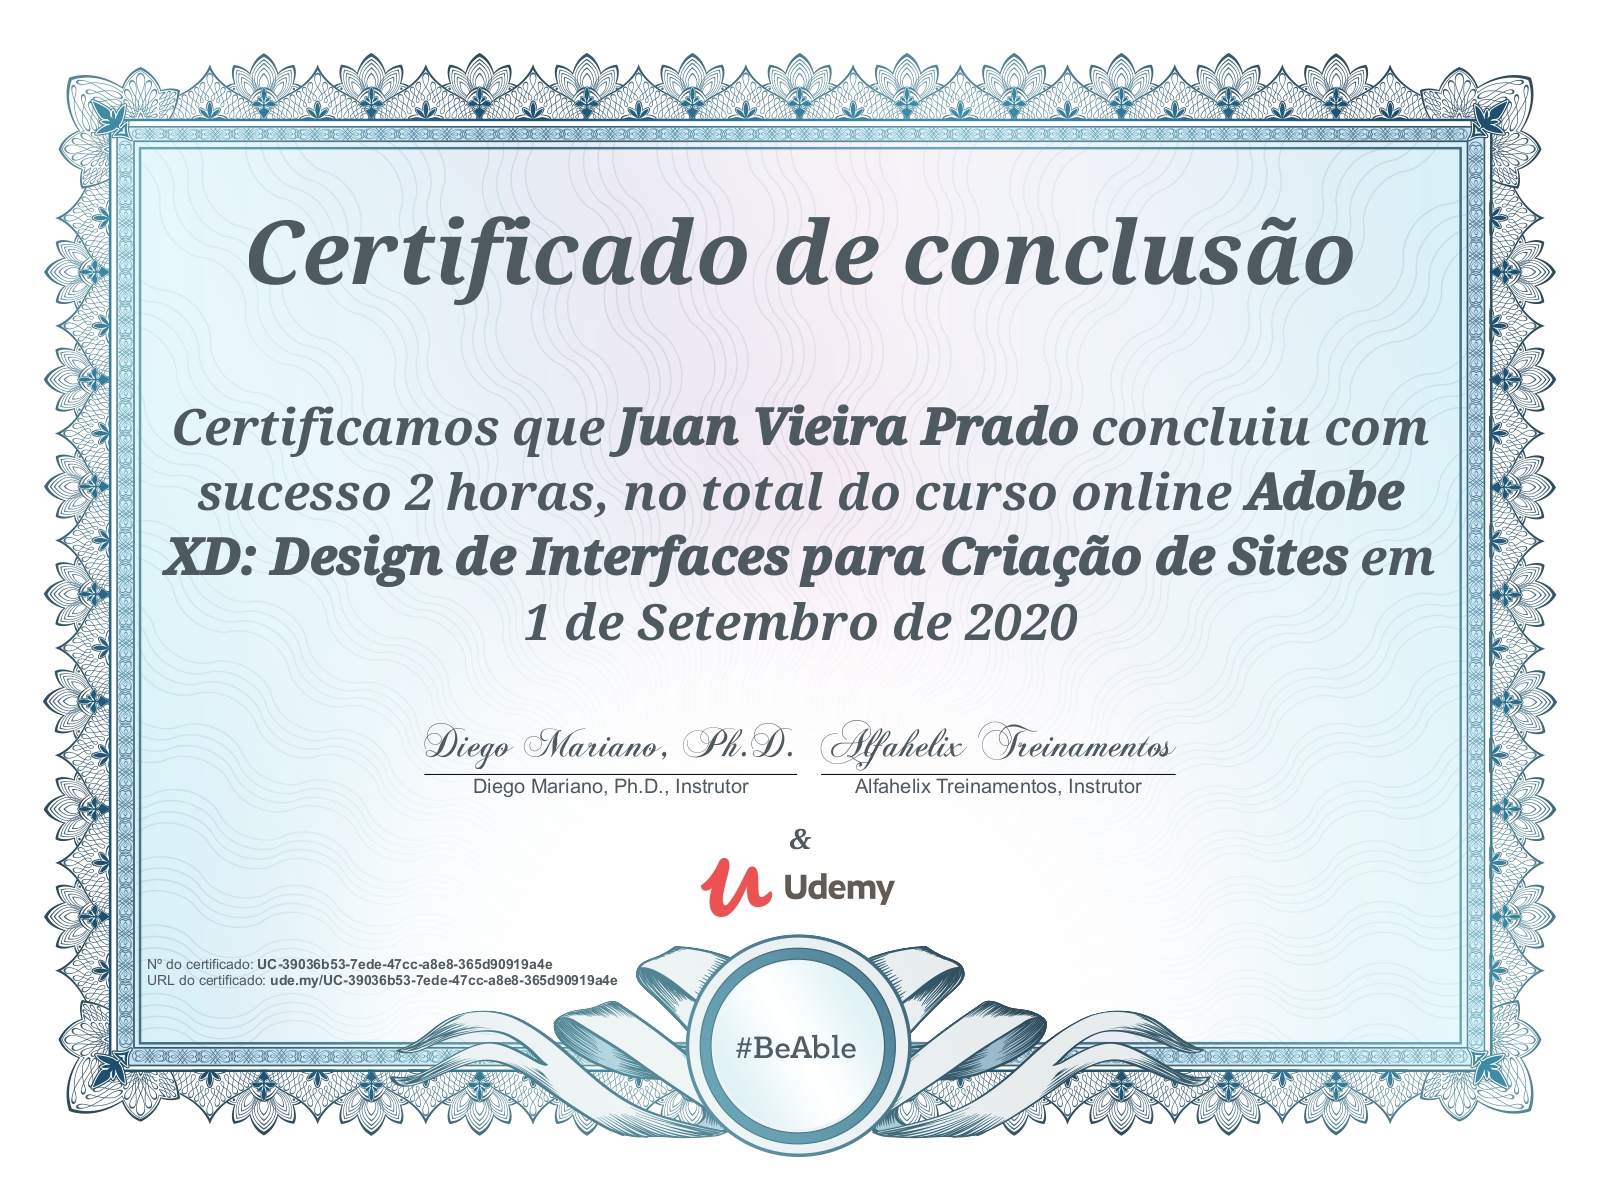 Certificado de conclusão
Certificamos que Juan Vieira Prado concluiu com
sucesso 2 horas, no total do curso online Adobe
XD: Design de Interfaces para Criação de Sites em
1 de Setembro de 2020
Diego Mariano, Ph.D. Alfahelix Treinamentos
Diego Mariano, Ph.D., Instrutor Alfahelix Treinamentos, Instrutor
&
Udemy
Nº do certificado: UC-39036b53-7ede-47cc-a8e8-365d90919a4e
URL do certificado: ude.my/UC-39036b53-7ede-47cc-a8e8-365d90919a4e
#BeAble